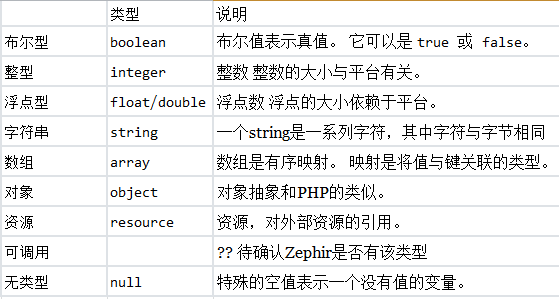 类型 说明
布尔型 boolean 布尔值表示真值。 它可以是 true 或 false。
整型 integer 整数 整数的大小与平台有关。
浮点型 float/double 浮点数 浮点的大小依赖于平台。
字符串 string 一个string是一系列字符，其中字符与字节相同
数组 array 数组是有序映射。 映射是将值与键关联的类型。
对象 object 对象抽象和PHP的类似。
资源 resource 资源，对外部资源的引用。
可调用 ?? 待确认Zephir是否有该类型
无类型 null 特殊的空值表示一个没有值的变量。